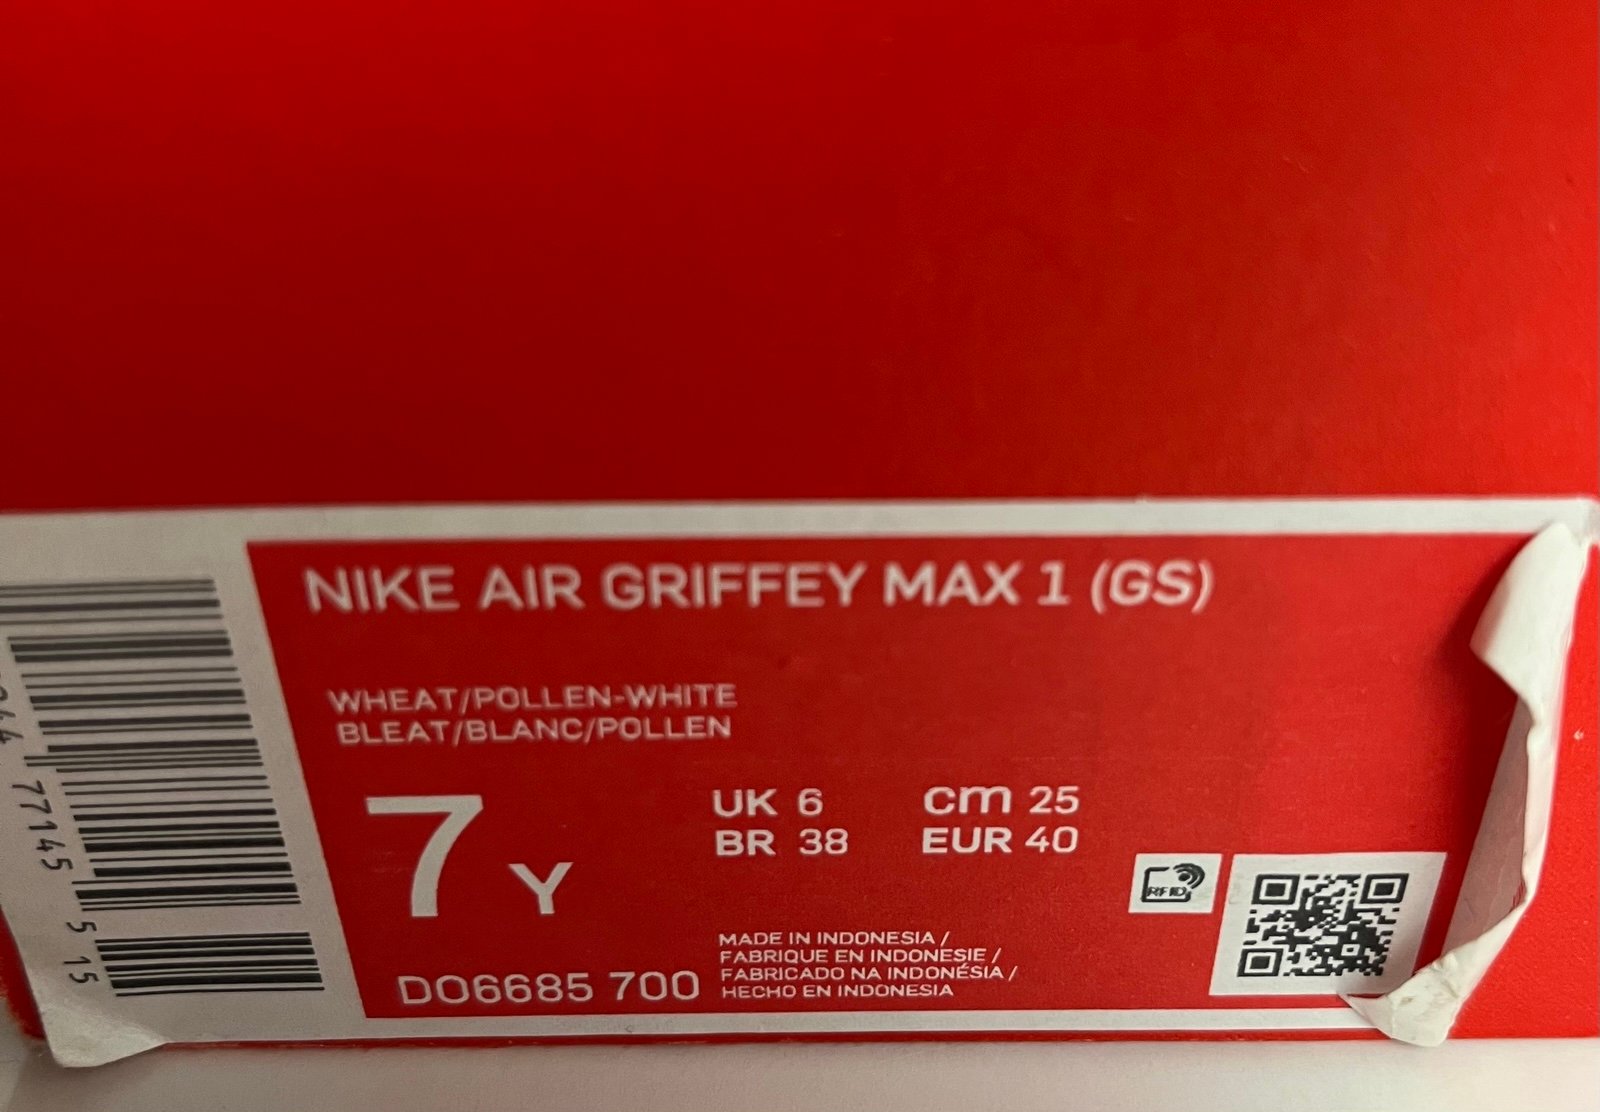 NIKE AIR GRIFFEY MAX 1 (GS)
WHEAT/POLLEN-WHITE
BLEAT/BLANC/POLLEN
7 Y
UK 6 cm 25
BR 38 EUR 40
RFID
DO6685 700
MADE IN INDONESIA /
FABRIQUE EN INDONESIE /
FABRICADO NA INDONÉSIA /
HECHO EN INDONESIA
77145 5 15